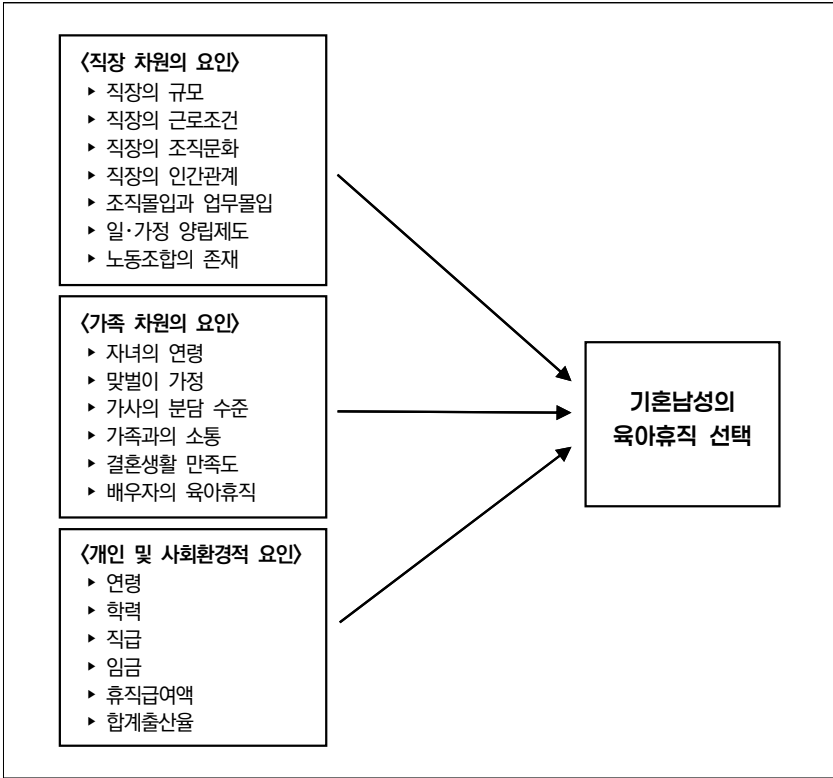 〈직장 차원의 요인〉
▸ 직장의 규모
▸ 직장의 근로조건
▸ 직장의 조직문화
▸ 직장의 인간관계
▸ 조직몰입과 업무몰입
▸ 일·가정 양립제도
▸ 노동조합의 존재
〈가족 차원의 요인〉
▸ 자녀의 연령
▸ 맞벌이 가정
▸ 가사의 분담 수준
▸ 가족과의 소통
▸ 결혼생활 만족도
▸ 배우자의 육아휴직
〈개인 및 사회환경적 요인〉
▸ 연령
▸ 학력
▸ 직급
▸ 임금
▸ 휴직급여액
▸ 합계출산율
기혼남성의
육아휴직 선택